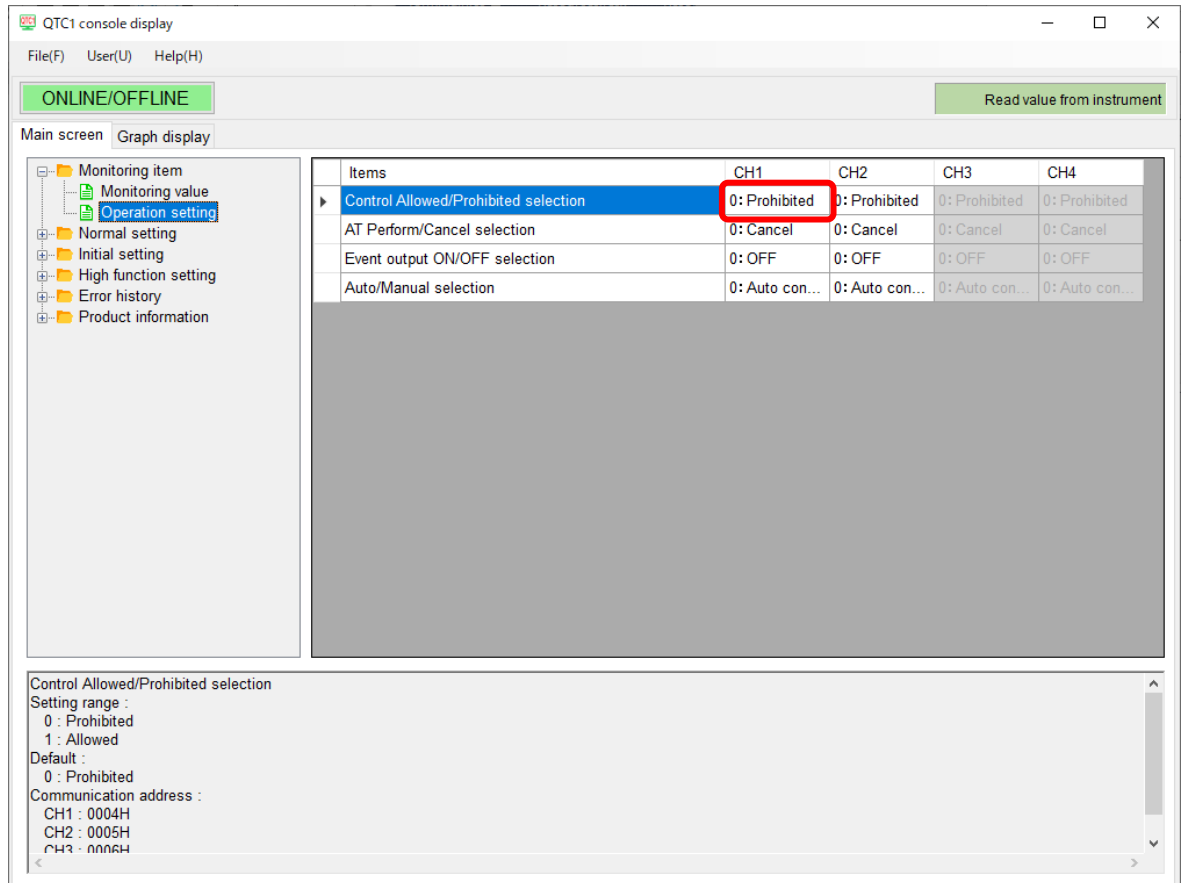 QTC1 console display
File(F) User(U) Help(H)
ONLINE/OFFLINE
Read value from instrument
Main screen Graph display
Monitoring item
Monitoring value
Operation setting
Normal setting
Initial setting
High function setting
Error history
Product information
Items CH1 CH2 CH3 CH4
Control Allowed/Prohibited selection 0: Prohibited 0: Prohibited 0: Prohibited 0: Prohibited
AT Perform/Cancel selection 0: Cancel 0: Cancel 0: Cancel 0: Cancel
Event output ON/OFF selection 0: OFF 0: OFF 0: OFF 0: OFF
Auto/Manual selection 0: Auto con... 0: Auto con... 0: Auto con... 0: Auto con...
Control Allowed/Prohibited selection
Setting range :
0 : Prohibited
1 : Allowed
Default :
0 : Prohibited
Communication address :
CH1 : 0004H
CH2 : 0005H
CH3 : 0006H